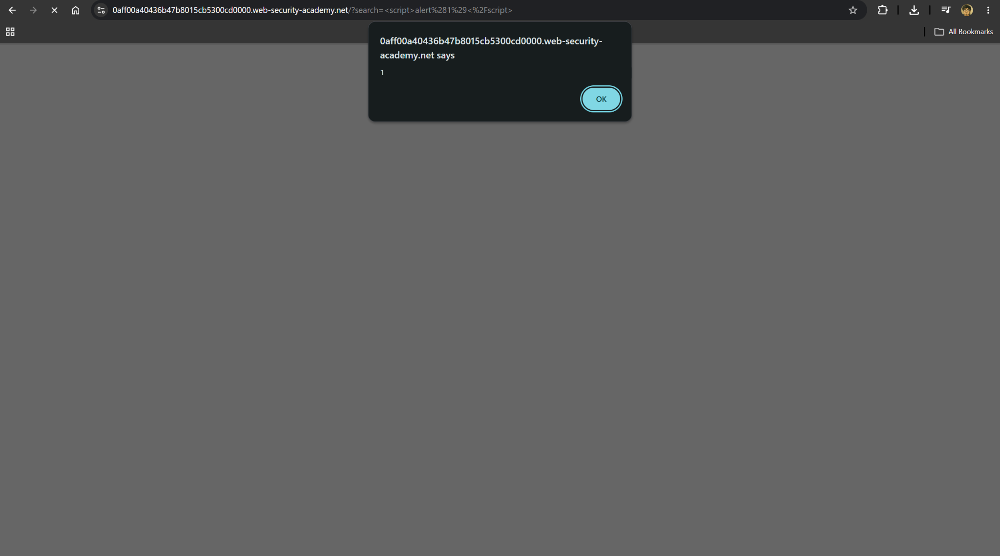 0aff00a40436b47b8015cb5300cd0000.web-security-academy.net/?search=<script>alert%281%29<%2Fscript>
All Bookmarks
0aff00a40436b47b8015cb5300cd0000.web-security-
academy.net says
1
OK